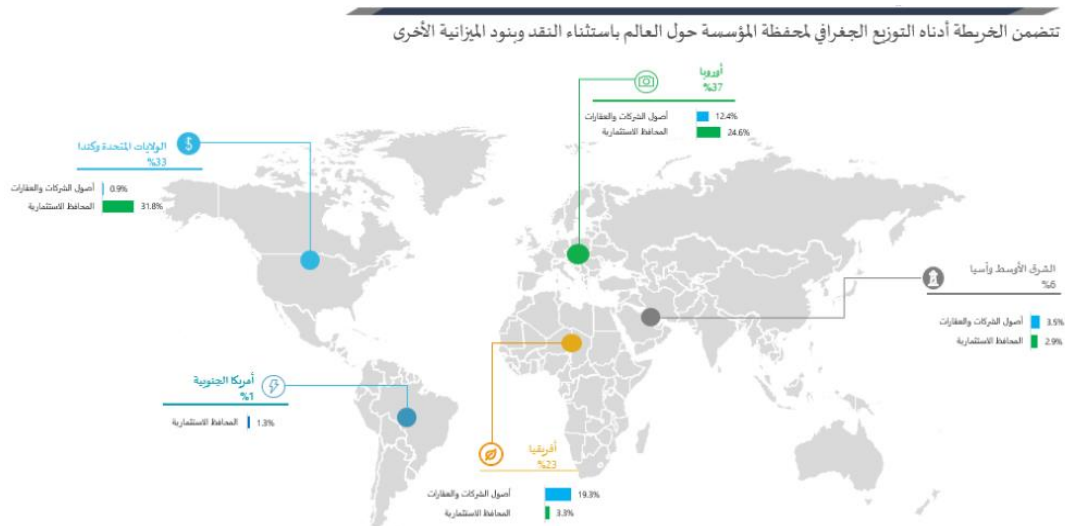 تتضمن الخريطة أدناه التوزيع الجغرافي لمحفظة المؤسسة حول العالم باستثناء النقد وبنود الميزانية الأخرى
أوروبا
%37
أصول الشركات والعقارات 12.4%
المحافظ الاستثمارية 24.6%
الولايات المتحدة وكندا
%33
أصول الشركات والعقارات 0.9%
المحافظ الاستثمارية 31.8%
الشرق الأوسط وآسيا
%6
أصول الشركات والعقارات 3.5%
المحافظ الاستثمارية 2.9%
أمريكا الجنوبية
%1
المحافظ الاستثمارية 1.3%
أفريقيا
%23
أصول الشركات والعقارات 19.3%
المحافظ الاستثمارية 3.3%